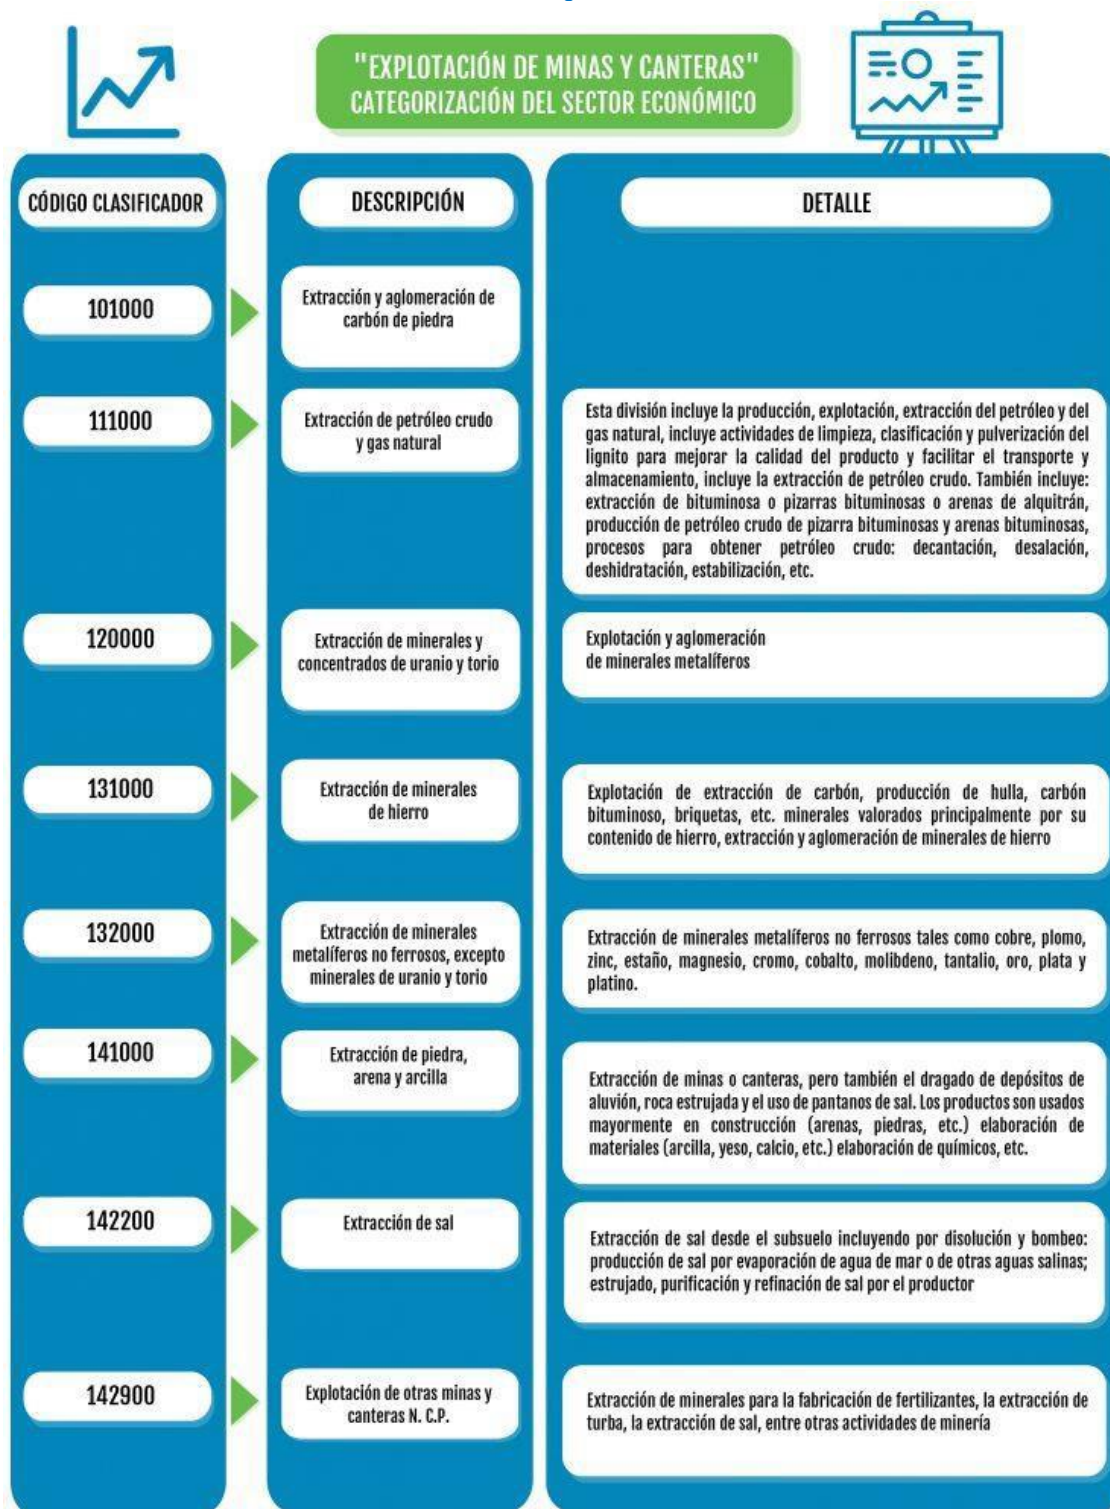 "EXPLOTACIÓN DE MINAS Y CANTERAS"
CATEGORIZACIÓN DEL SECTOR ECONÓMICO
CÓDIGO CLASIFICADOR
DESCRIPCIÓN
DETALLE
101000
Extracción y aglomeración de
carbón de piedra
111000
Extracción de petróleo crudo
y gas natural
Esta división incluye la producción, explotación, extracción del petróleo y del
gas natural, incluye actividades de limpieza, clasificación y pulverización del
lignito para mejorar la calidad del producto y facilitar el transporte y
almacenamiento, incluye la extracción de petróleo crudo. También incluye:
extracción de bituminosa o pizarras bituminosas o arenas de alquitrán,
producción de petróleo crudo de pizarra bituminosas y arenas bituminosas,
procesos para obtener petróleo crudo: decantación, desalación,
deshidratación, estabilización, etc.
120000
Extracción de minerales y
concentrados de uranio y torio
Explotación y aglomeración
de minerales metalíferos
131000
Extracción de minerales
de hierro
Explotación de extracción de carbón, producción de hulla, carbón
bituminoso, briquetas, etc. minerales valorados principalmente por su
contenido de hierro, extracción y aglomeración de minerales de hierro
132000
Extracción de minerales
metalíferos no ferrosos, excepto
minerales de uranio y torio
Extracción de minerales metalíferos no ferrosos tales como cobre, plomo,
zinc, estaño, magnesio, cromo, cobalto, molibdeno, tantalio, oro, plata y
platino.
141000
Extracción de piedra,
arena y arcilla
Extracción de minas o canteras, pero también el dragado de depósitos de
aluvión, roca estrujada y el uso de pantanos de sal. Los productos son usados
mayormente en construcción (arenas, piedras, etc.) elaboración de
materiales (arcilla, yeso, calcio, etc.) elaboración de químicos, etc.
142200
Extracción de sal
Extracción de sal desde el subsuelo incluyendo por disolución y bombeo:
producción de sal por evaporación de agua de mar o de otras aguas salinas;
estrujado, purificación y refinación de sal por el productor
142900
Explotación de otras minas y
canteras N. C.P.
Extracción de minerales para la fabricación de fertilizantes, la extracción de
turba, la extracción de sal, entre otras actividades de minería